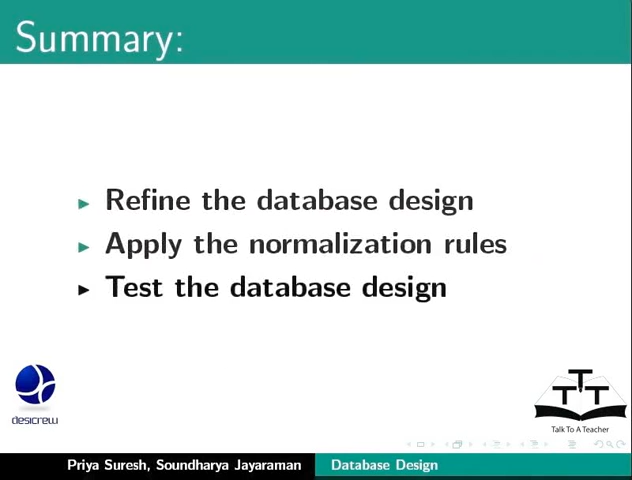 Summary:
Refine the database design
Apply the normalization rules
Test the database design
desicrew
T T T
Talk To A Teacher
Priya Suresh, Soundharya Jayaraman Database Design